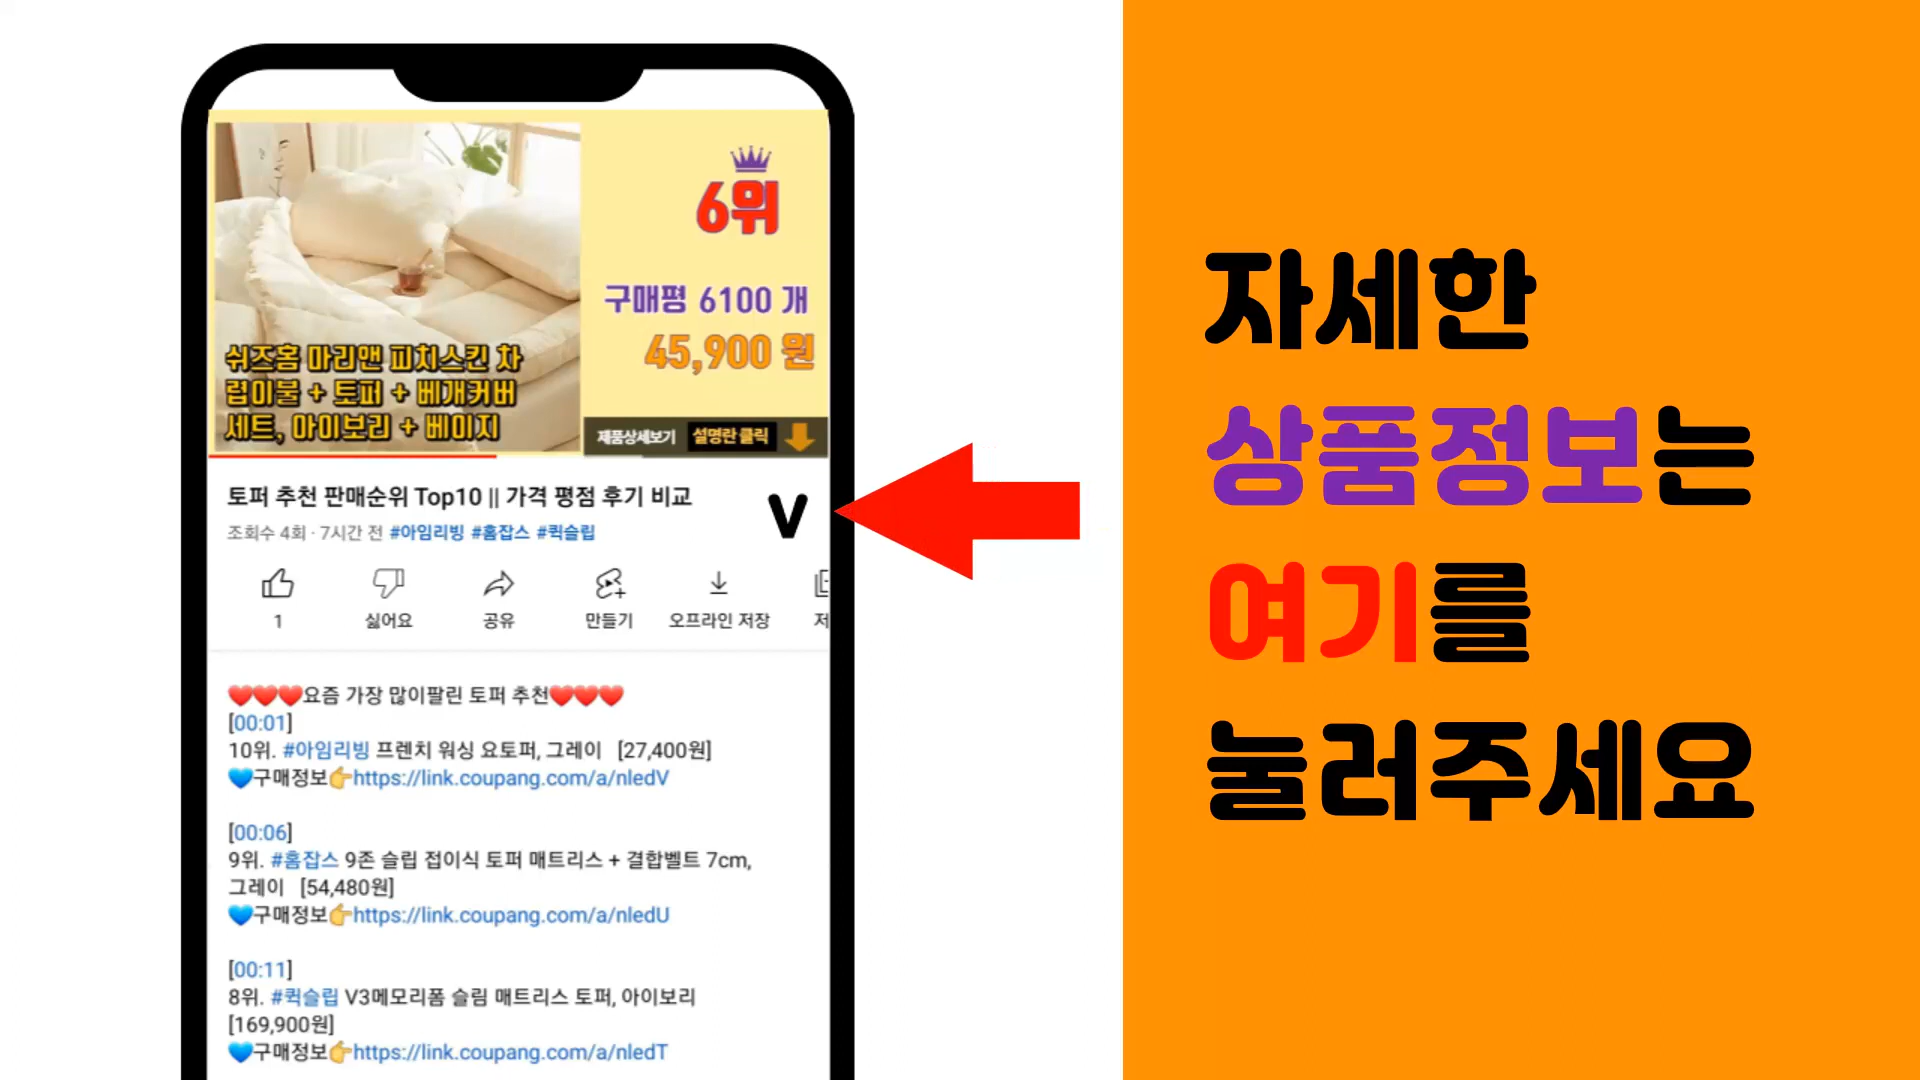 6위
구매평 6100 개
45,900 원
쉬즈홈 마리앤 피치스킨 차
렵이불 + 토퍼 + 베개커버
세트, 아이보리 + 베이지
제품상세보기 설명란 클릭
토퍼 추천 판매순위 Top10 || 가격 평점 후기 비교
V
조회수 4회 · 7시간 전 #아임리빙 #홈잡스 #퀵슬립
1 싫어요 공유 만들기 오프라인 저장 저
❤️❤️❤️요즘 가장 많이팔린 토퍼 추천❤️❤️❤️
[00:01]
10위. #아임리빙 프렌치 워싱 요토퍼, 그레이 [27,400원]
💙구매정보👉https://link.coupang.com/a/nledV
[00:06]
9위. #홈잡스 9존 슬립 접이식 토퍼 매트리스 + 결합벨트 7cm,
그레이 [54,480원]
💙구매정보👉https://link.coupang.com/a/nledU
[00:11]
8위. #퀵슬립 V3메모리폼 슬림 매트리스 토퍼, 아이보리
[169,900원]
💙구매정보👉https://link.coupang.com/a/nledT
자세한
상품정보는
여기를
눌러주세요